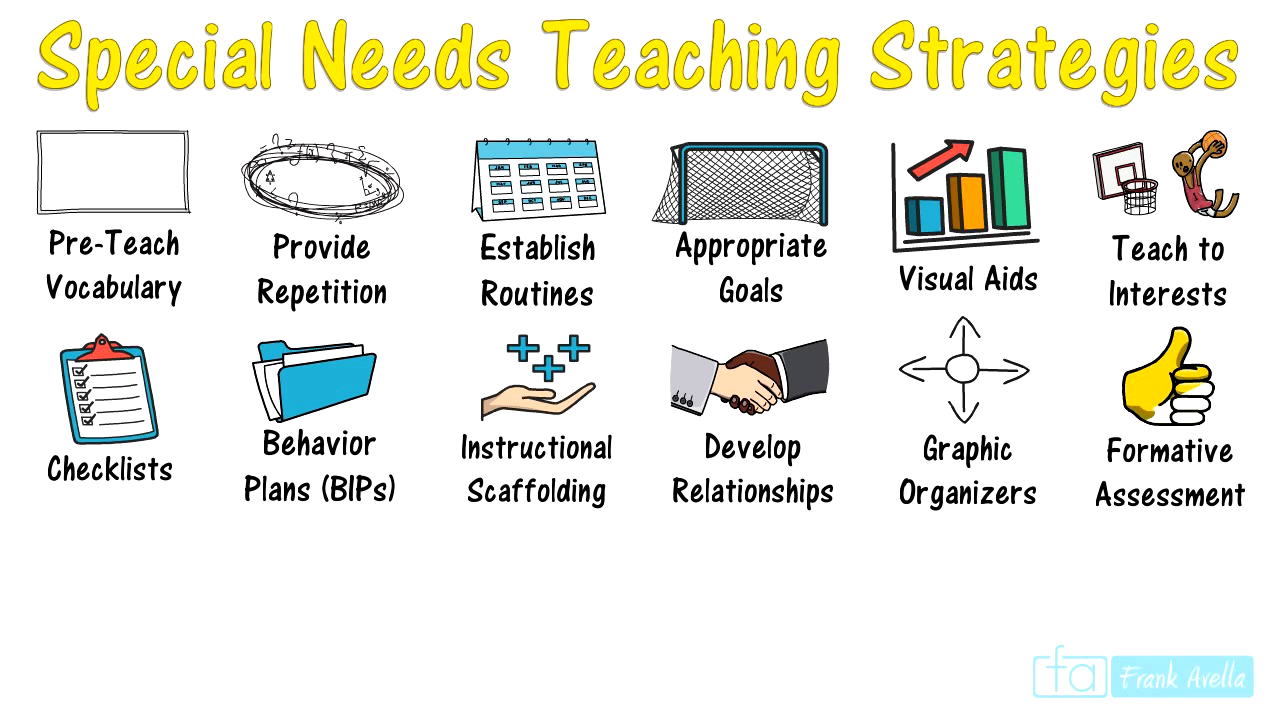 Special Needs Teaching Strategies
Pre-Teach
Vocabulary
Provide
Repetition
Establish
Routines
Appropriate
Goals
Visual Aids
Teach to
Interests
Checklists
Behavior
Plans (BIPs)
Instructional
Scaffolding
Develop
Relationships
Graphic
Organizers
Formative
Assessment
fa Frank Avella